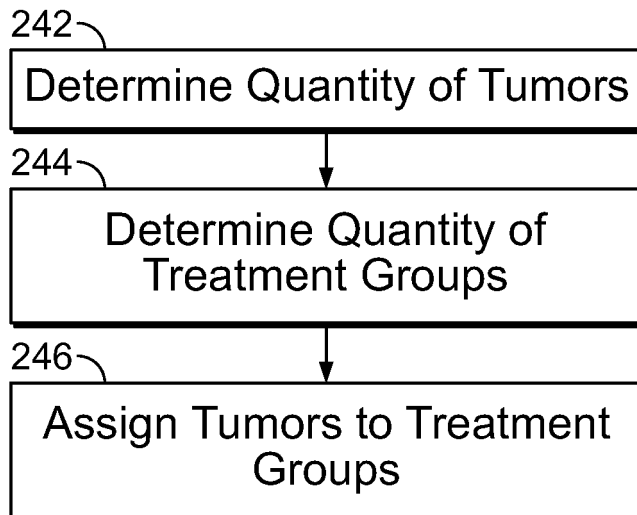 242
Determine Quantity of Tumors
244
Determine Quantity of
Treatment Groups
246
Assign Tumors to Treatment
Groups